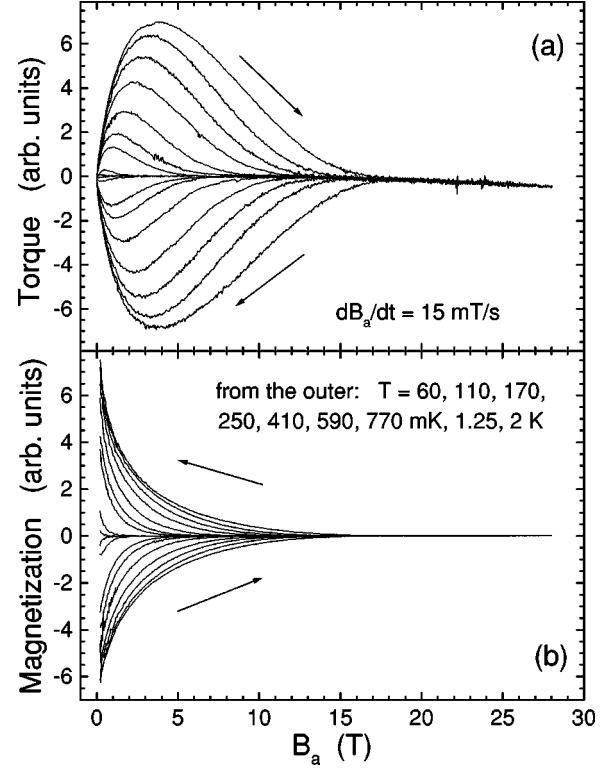 6
4
2
0
-2
-4
-6
Torque (arb. units)
(a)
dB_a/dt = 15 mT/s
6
4
2
0
-2
-4
-6
Magnetization (arb. units)
from the outer: T = 60, 110, 170,
250, 410, 590, 770 mK, 1.25, 2 K
(b)
0 5 10 15 20 25 30
B_a (T)